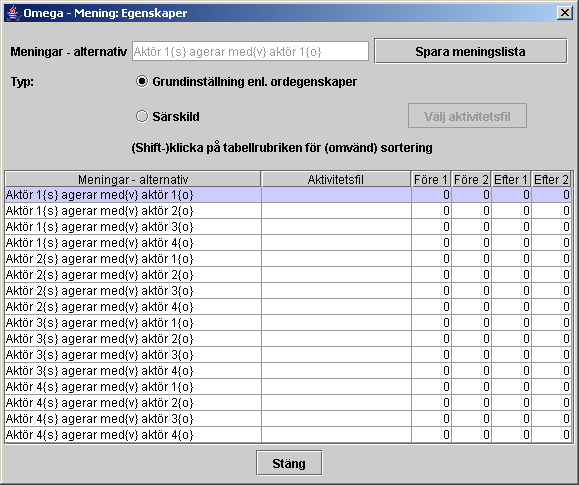 Omega - Mening: Egenskaper
Meningar - alternativ Aktör 1{s} agerar med{v} aktör 1{o} Spara meningslista
Typ: Grundinställning enl. ordegenskaper
Särskild Välj aktivitetsfil
(Shift-)klicka på tabellrubriken för (omvänd) sortering
Meningar - alternativ Aktivitetsfil Före 1 Före 2 Efter 1 Efter 2
Aktör 1{s} agerar med{v} aktör 1{o} 0 0 0 0
Aktör 1{s} agerar med{v} aktör 2{o} 0 0 0 0
Aktör 1{s} agerar med{v} aktör 3{o} 0 0 0 0
Aktör 1{s} agerar med{v} aktör 4{o} 0 0 0 0
Aktör 2{s} agerar med{v} aktör 1{o} 0 0 0 0
Aktör 2{s} agerar med{v} aktör 2{o} 0 0 0 0
Aktör 2{s} agerar med{v} aktör 3{o} 0 0 0 0
Aktör 2{s} agerar med{v} aktör 4{o} 0 0 0 0
Aktör 3{s} agerar med{v} aktör 1{o} 0 0 0 0
Aktör 3{s} agerar med{v} aktör 2{o} 0 0 0 0
Aktör 3{s} agerar med{v} aktör 3{o} 0 0 0 0
Aktör 3{s} agerar med{v} aktör 4{o} 0 0 0 0
Aktör 4{s} agerar med{v} aktör 1{o} 0 0 0 0
Aktör 4{s} agerar med{v} aktör 2{o} 0 0 0 0
Aktör 4{s} agerar med{v} aktör 3{o} 0 0 0 0
Aktör 4{s} agerar med{v} aktör 4{o} 0 0 0 0
Stäng